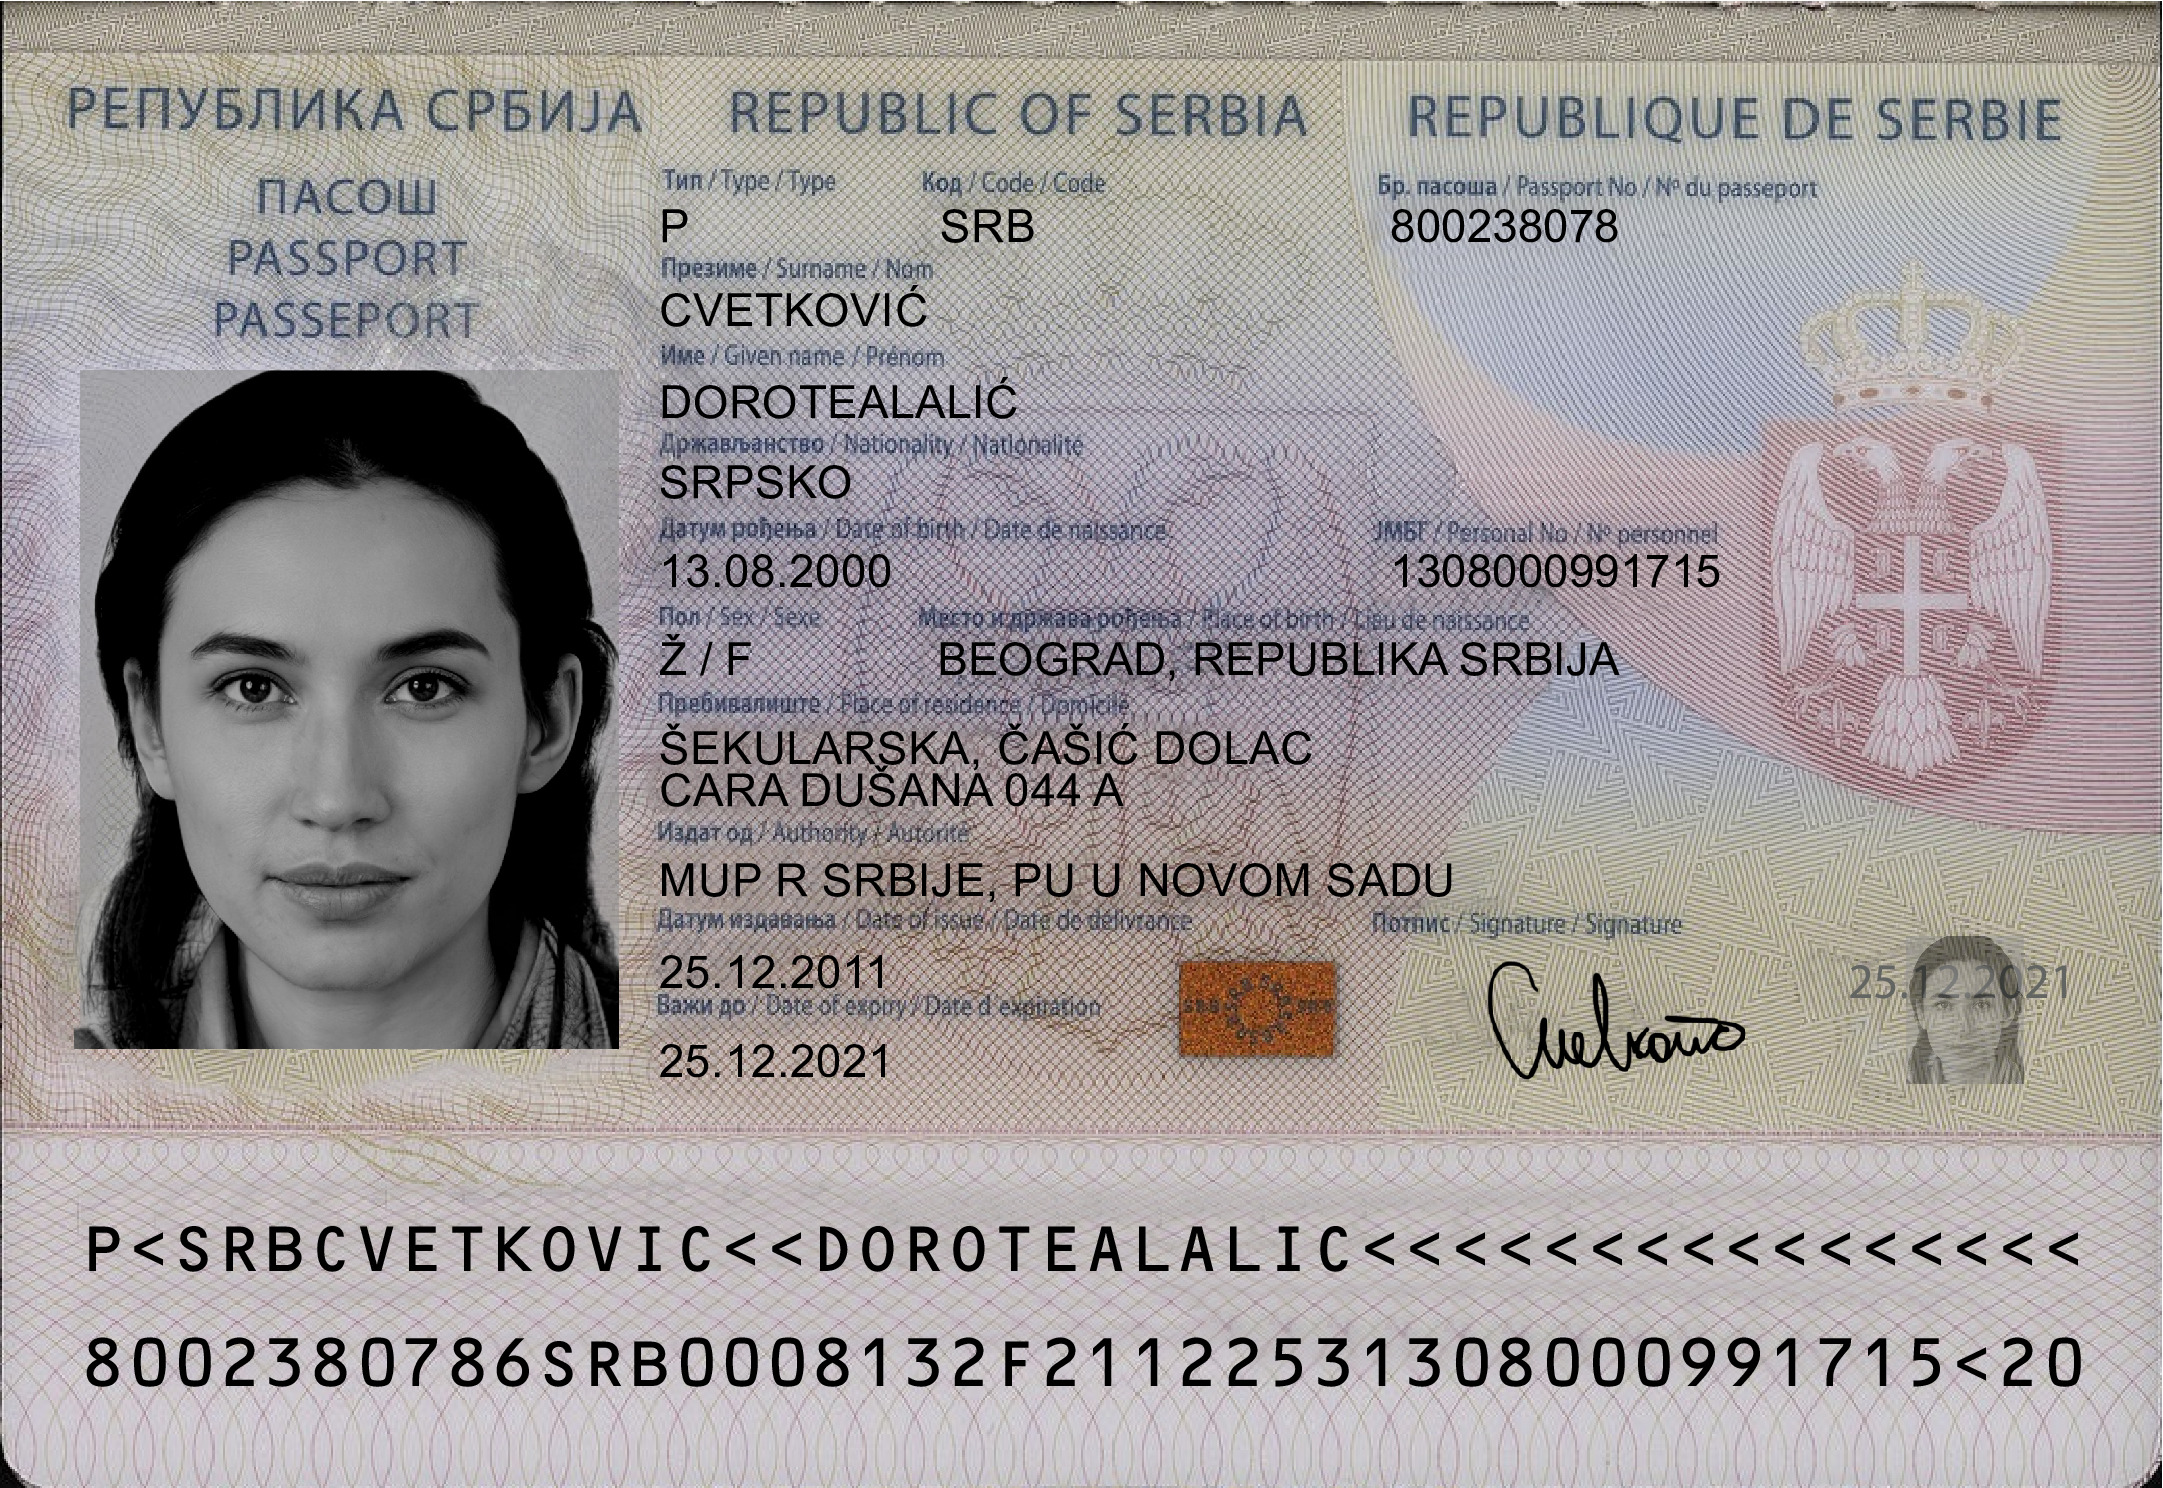 РЕПУБЛИКА СРБИЈА REPUBLIC OF SERBIA REPUBLIQUE DE SERBIE
ПАСОШ
PASSPORT
PASSEPORT
Тип / Type / Type Код / Code / Code Бр. пасоша / Passport No / Nº du passeport
P SRB 800238078
Презиме / Surname / Nom
CVETKOVIĆ
Име / Given name / Prénom
DOROTEALALIĆ
Држављанство / Nationality / Nationalité
SRPSKO
Датум рођења / Date of birth / Date de naissance ЈМБГ / Personal No / Nº personnel
13.08.2000 1308000991715
Пол / Sex / Sexe Место и држава рођења / Place of birth / Lieu de naissance
Ž / F BEOGRAD, REPUBLIKA SRBIJA
Пребивалиште / Place of residence / Domicile
ŠEKULARSKA, ČAŠIĆ DOLAC
CARA DUŠANA 044 A
Издат од / Authority / Autorité
MUP R SRBIJE, PU U NOVOM SADU
Датум издавања / Date of issue / Date de délivrance Потпис / Signature / Signature
25.12.2011 25.12.2021
Важи до / Date of expiry / Date d expiration
25.12.2021
P<SRBCVETKOVIC<<DOROTEALALIC<<<<<<<<<<<<<<<<
8002380786SRB0008132F21122531308000991715<20